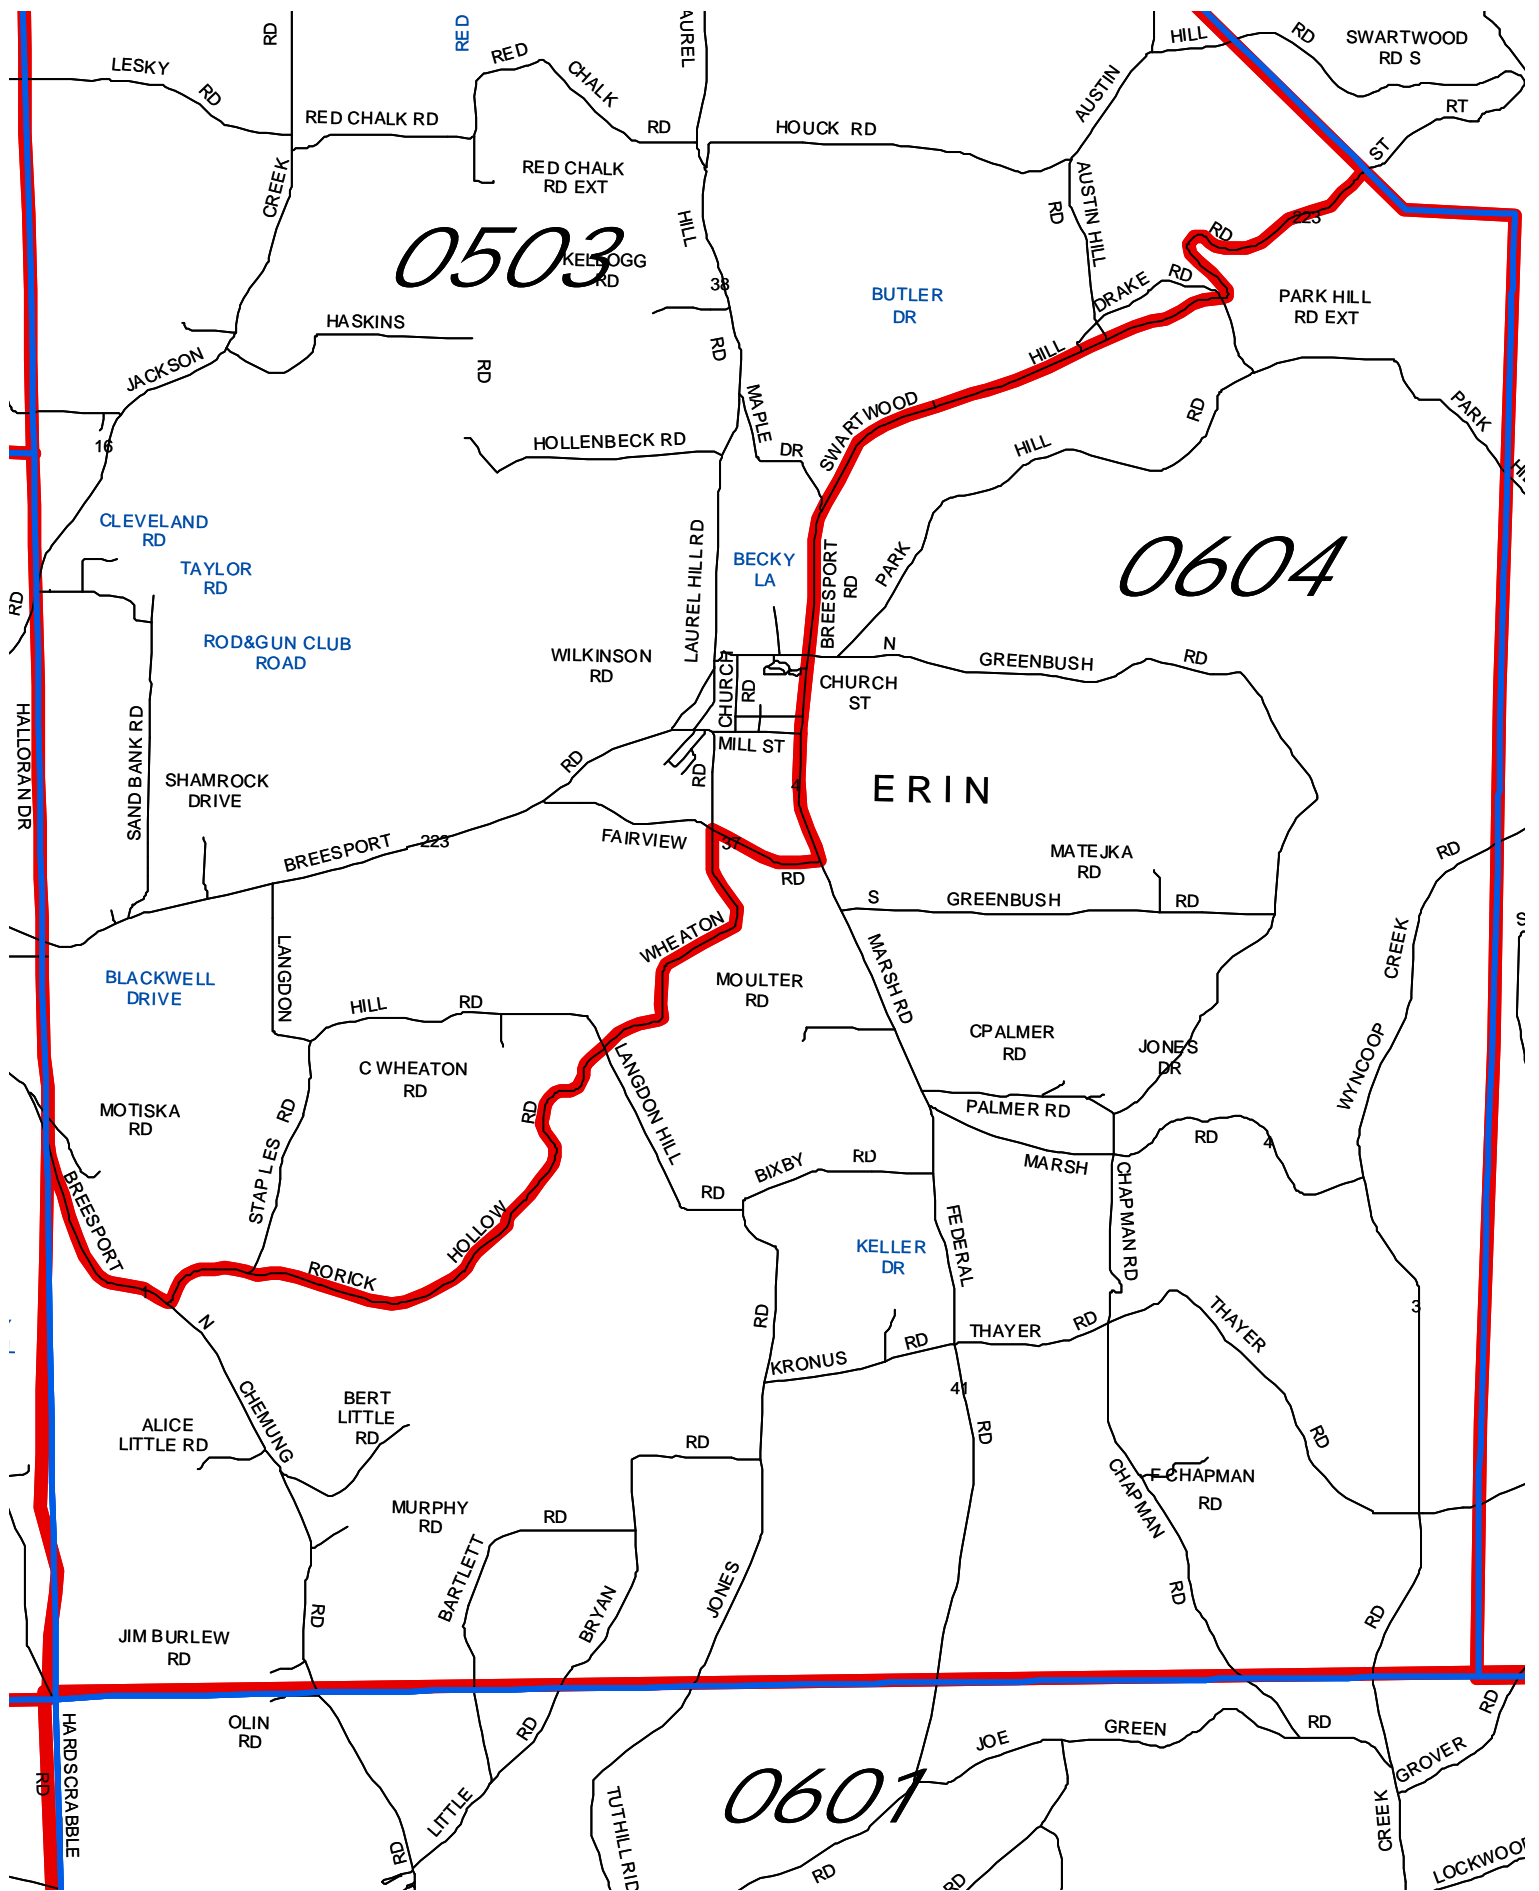 RD
RED
AUREL
HILL
RD
SWARTWOOD
RD S
LESKY
RD
RED
CHALK
RD
AUSTIN
RT
RED CHALK RD
HOUCK RD
ST
CREEK
RED CHALK
RD EXT
AUSTIN HILL
RD
HILL
223
RD
0503
KELLOGG
RD
38
BUTLER
DR
DRAKE
RD
PARK HILL
RD EXT
HASKINS
RD
RD
HILL
JACKSON
MAPLE
DR
SWARTWOOD
RD
PARK
16
HOLLENBECK RD
HILL
CLEVELAND
RD
TAYLOR
RD
LAUREL HILL RD
BECKY
LA
BREESPORT
RD
PARK
0604
RD
ROD&GUN CLUB
ROAD
WILKINSON
RD
N
GREENBUSH
RD
CHURCH
RD
CHURCH
ST
HALLORAN DR
SAND BANK RD
MILL ST
RD
RD
SHAMROCK
DRIVE
4
ERIN
BREESPORT
223
FAIRVIEW
37
RD
MATEJKA
RD
RD
S
GREENBUSH
RD
WHEATON
LANGDON
MARSH RD
CREEK
BLACKWELL
DRIVE
HILL
RD
MOULTER
RD
CPALMER
RD
JONES
DR
C WHEATON
RD
LANGDON HILL
WYNCOOP
MOTISKA
RD
RD
RD
PALMER RD
STAPLES
BIXBY
RD
MARSH
RD
4
BREESPORT
RD
CHAPMAN RD
HOLLOW
FEDERAL
KELLER
DR
RORICK
N
RD
KRONUS
RD
THAYER
RD
THAYER
3
CHEMUNG
BERT
LITTLE
RD
41
ALICE
LITTLE RD
RD
RD
RD
CHAPMAN
F CHAPMAN
RD
MURPHY
RD
RD
BARTLETT
BRYAN
JONES
RD
RD
RD
JIM BURLEW
RD
OLIN
RD
RD
HARDSCRABBLE
RD
JOE
GREEN
RD
RD
GROVER
0601
LITTLE
TUTHILL RID
CREEK
RD
RD
RD
LOCKWOOD